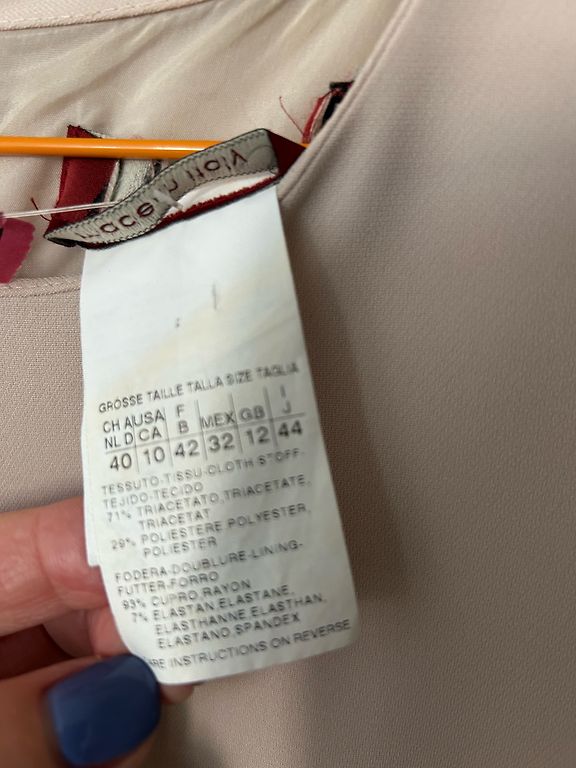 in italy
GROSSE TAILLE TALLA SIZE TAGLIA
CH A USA F I
NL D CA B MEX GB J
40 10 42 32 12 44
TESSUTO-TISSU-CLOTH STOFF-
TEJIDO-TECIDO
71% TRIACETATO,TRIACETATE,
TRIACETAT
29% POLIESTERE POLYESTER,
POLIESTER
FODERA-DOUBLURE-LINING-
FUTTER-FORRO
93% CUPRO,RAYON
7% ELASTAN ELASTANE,
ELASTHANNE ELASTHAN,
ELASTANO SPANDEX
INSTRUCTIONS ON REVERSE